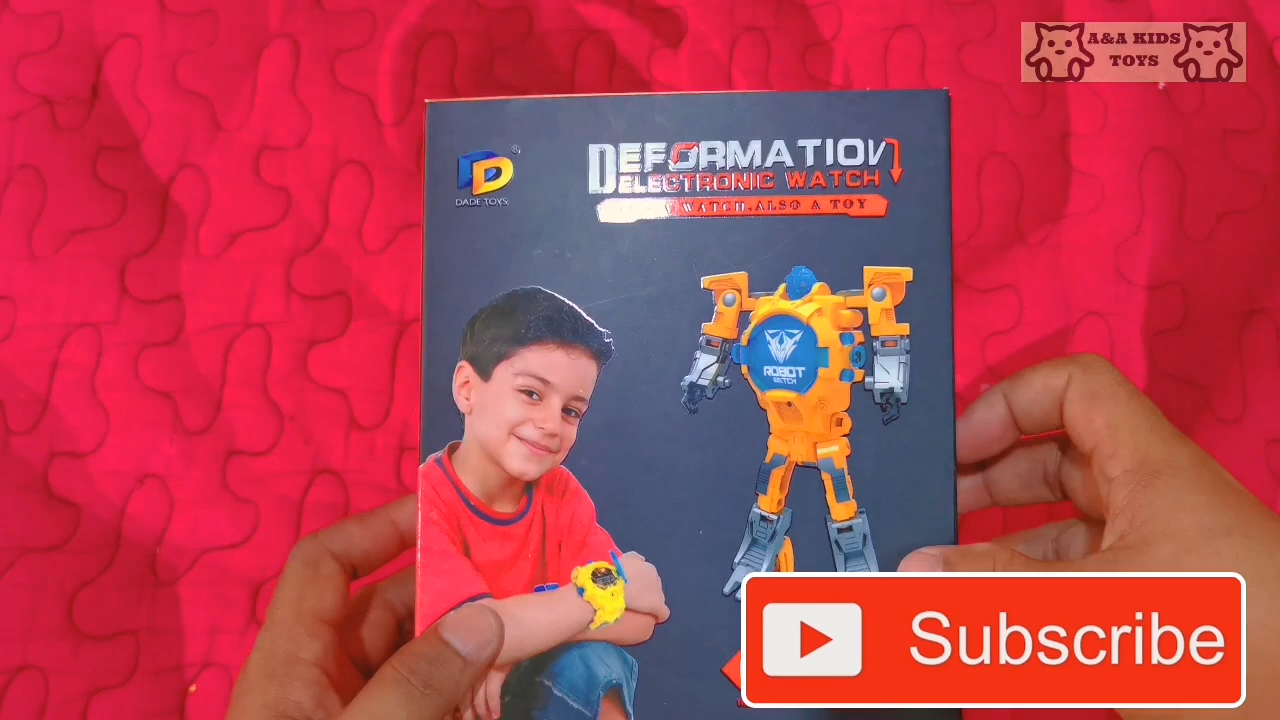 A&A KIDS
TOYS
DEFORMATION
ELECTRONIC WATCH
WATCH, ALSO A TOY
DADE TOYS
ROBOT
WATCH
Subscribe